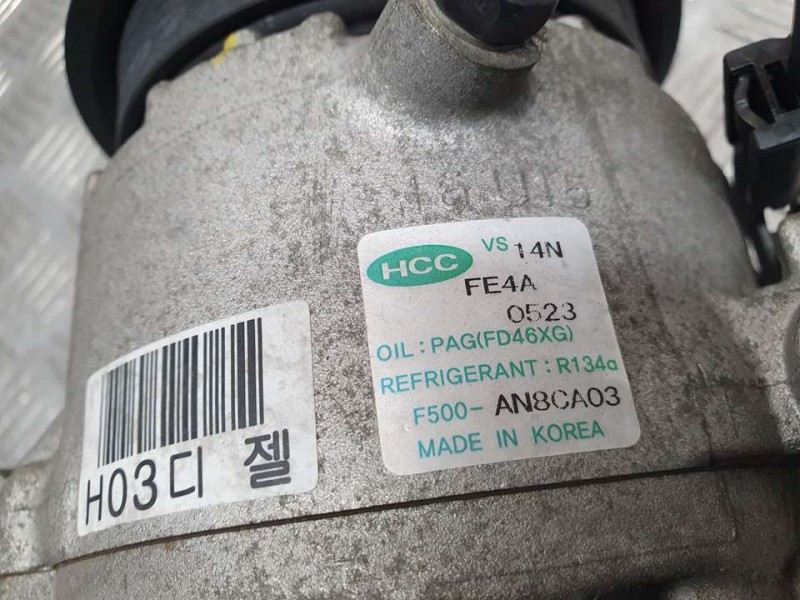 HCC VS 14N
FE4A
0523
OIL : PAG(FD46XG)
REFRIGERANT : R134a
F500- AN8CA03
MADE IN KOREA
H03디 젤